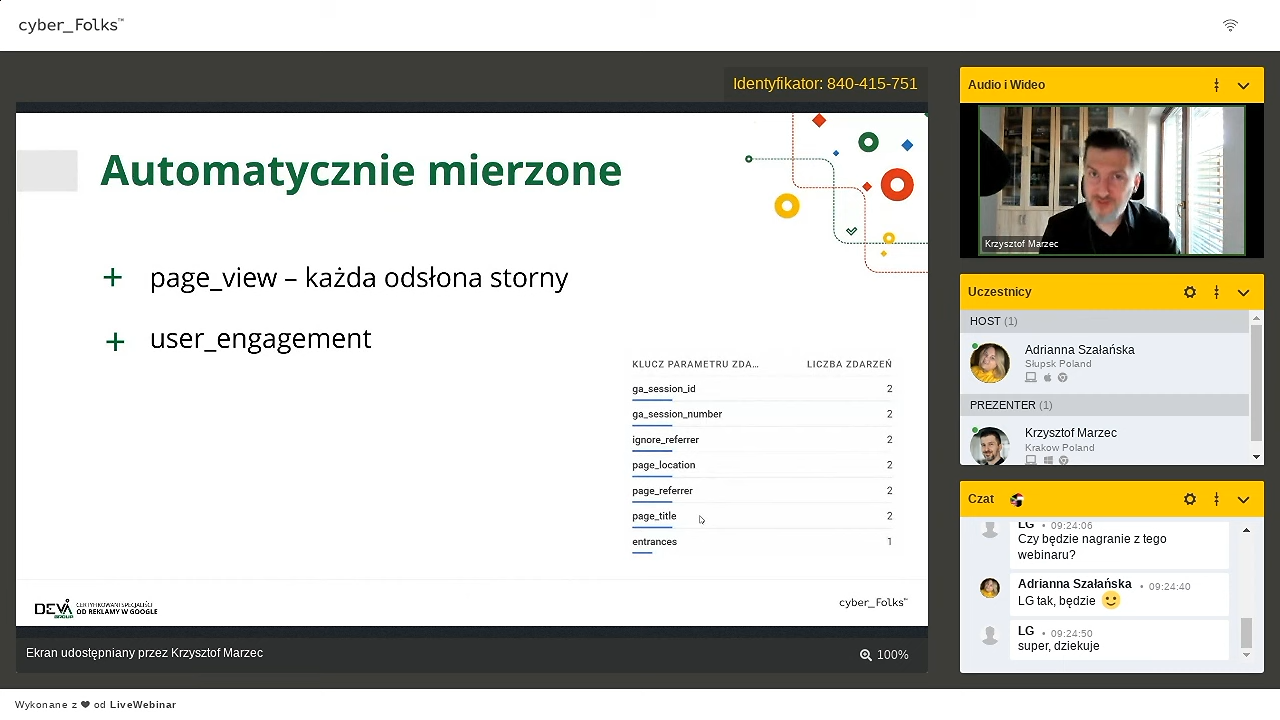 cyber_Folks™
Identyfikator: 840-415-751
Automatycznie mierzone
+ page_view – każda odsłona storny
+ user_engagement
KLUCZ PARAMETRU ZDA... LICZBA ZDARZEŃ
ga_session_id 2
ga_session_number 2
ignore_referrer 2
page_location 2
page_referrer 2
page_title 2
entrances 1
DEVA GROUP
CERTYFIKOWANI SPECJALIŚCI
OD REKLAMY W GOOGLE
cyber_Folks™
Ekran udostępniany przez Krzysztof Marzec
100%
Audio i Wideo
Krzysztof Marzec
Uczestnicy
HOST (1)
Adrianna Szałańska
Słupsk Poland
PREZENTER (1)
Krzysztof Marzec
Krakow Poland
Czat
LG • 09:24:06
Czy będzie nagranie z tego
webinaru?
Adrianna Szałańska • 09:24:40
LG tak, będzie 🙂
LG • 09:24:50
super, dziekuje
Wykonane z ❤ od LiveWebinar